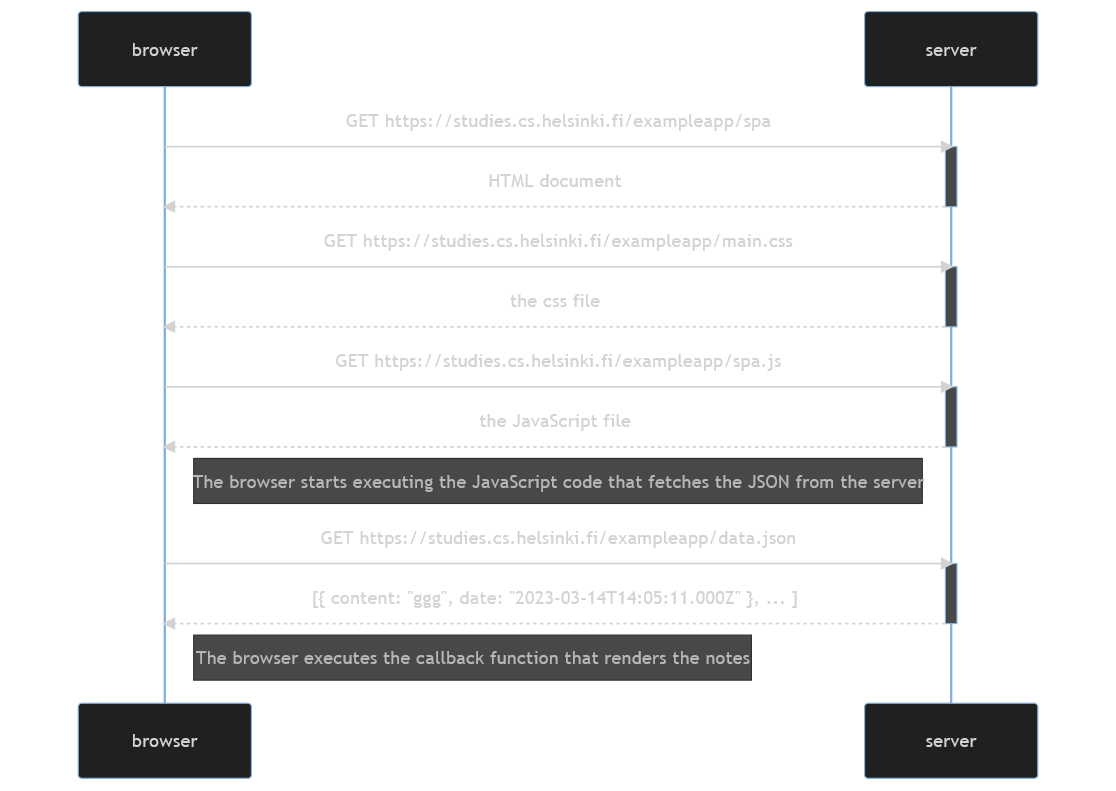 browser
server
GET https://studies.cs.helsinki.fi/exampleapp/spa
HTML document
GET https://studies.cs.helsinki.fi/exampleapp/main.css
the css file
GET https://studies.cs.helsinki.fi/exampleapp/spa.js
the JavaScript file
The browser starts executing the JavaScript code that fetches the JSON from the server
GET https://studies.cs.helsinki.fi/exampleapp/data.json
[{ content: "ggg", date: "2023-03-14T14:05:11.000Z" }, ... ]
The browser executes the callback function that renders the notes
browser
server